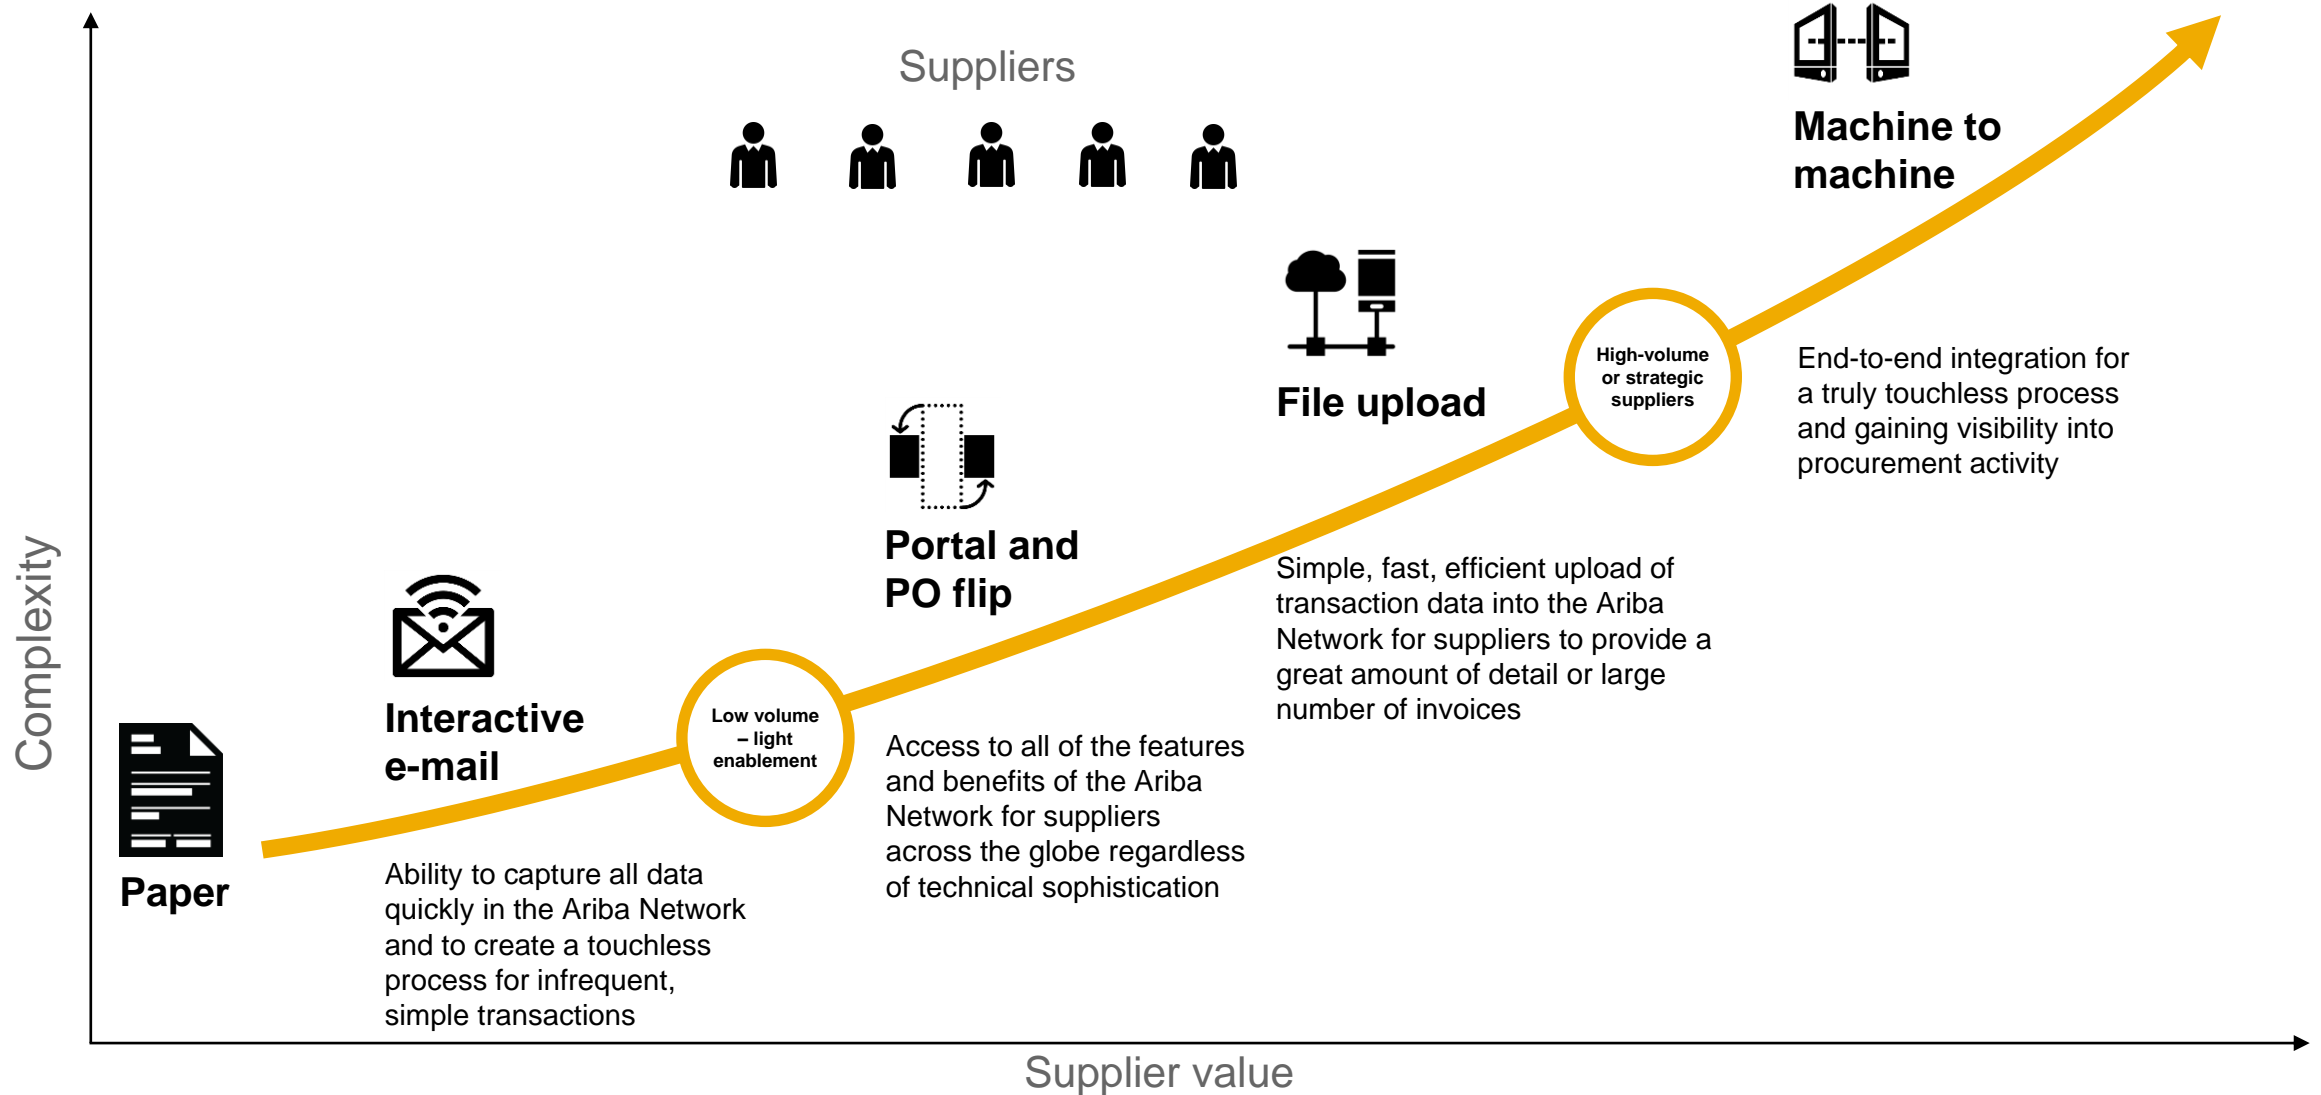 Suppliers
Machine to
machine
High-volume
or strategic
suppliers
End-to-end integration for
a truly touchless process
and gaining visibility into
procurement activity
File upload
Simple, fast, efficient upload of
transaction data into the Ariba
Network for suppliers to provide a
great amount of detail or large
number of invoices
Portal and
PO flip
Access to all of the features
and benefits of the Ariba
Network for suppliers
across the globe regardless
of technical sophistication
Low volume
– light
enablement
Interactive
e-mail
Ability to capture all data
quickly in the Ariba Network
and to create a touchless
process for infrequent,
simple transactions
Paper
Complexity
Supplier value